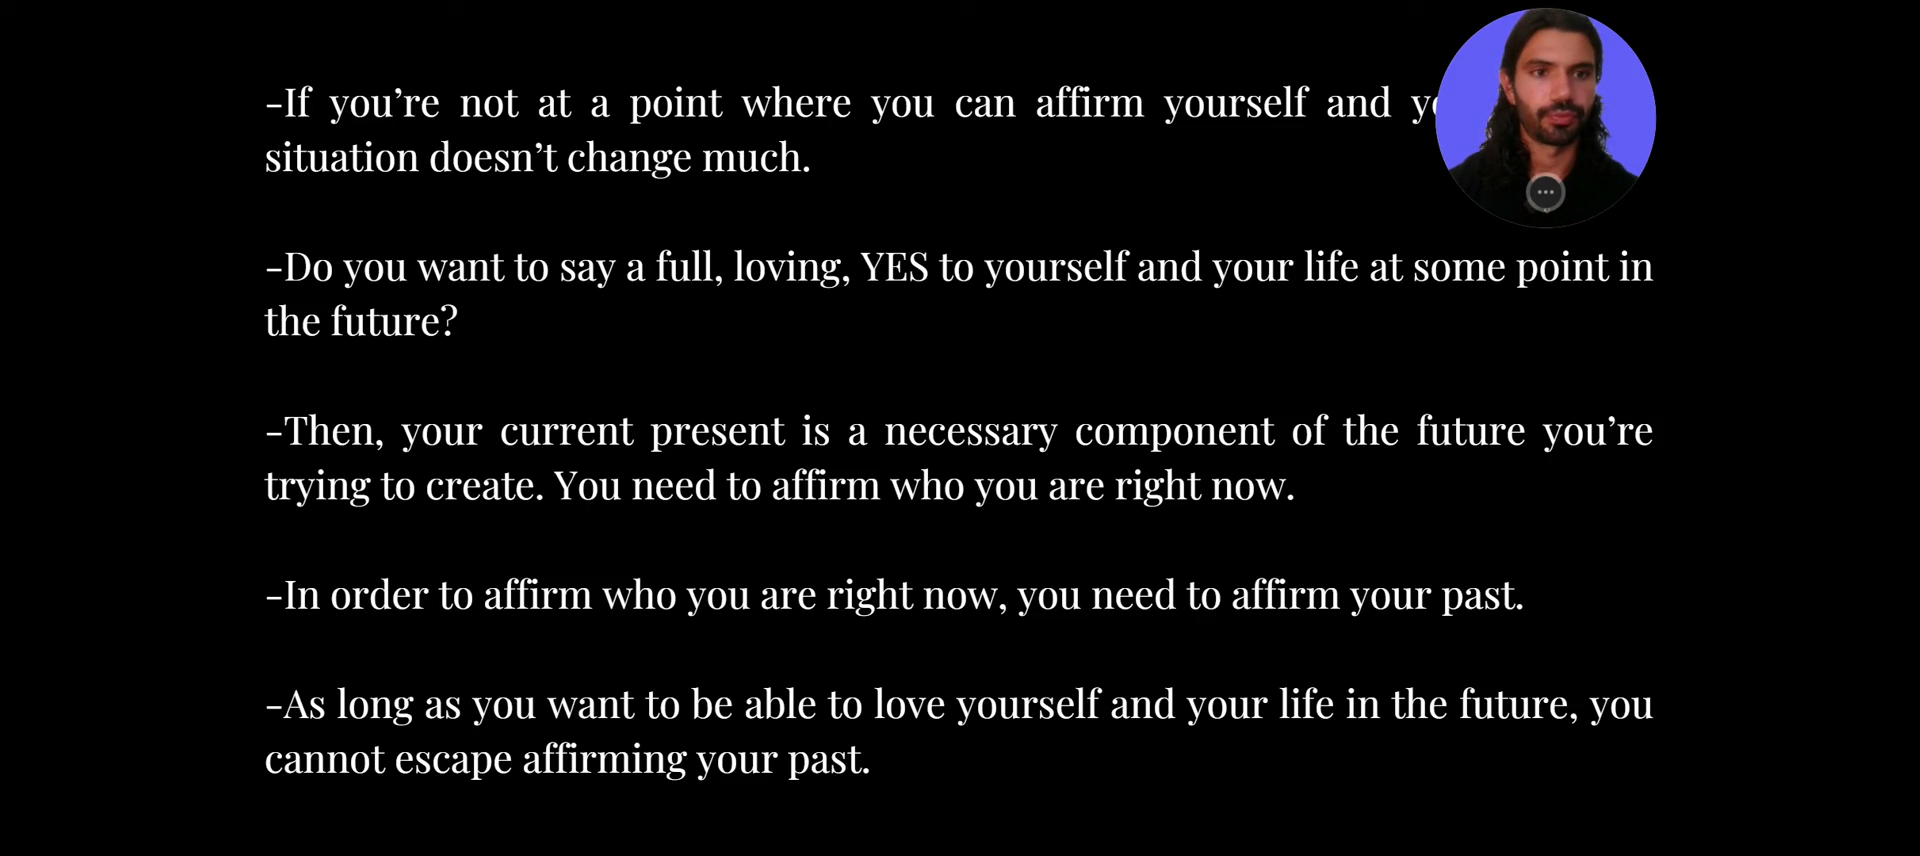 -If you’re not at a point where you can affirm yourself and
situation doesn’t change much.
-Do you want to say a full, loving, YES to yourself and your life at some point in
the future?
-Then, your current present is a necessary component of the future you’re
trying to create. You need to affirm who you are right now.
-In order to affirm who you are right now, you need to affirm your past.
-As long as you want to be able to love yourself and your life in the future, you
cannot escape affirming your past.